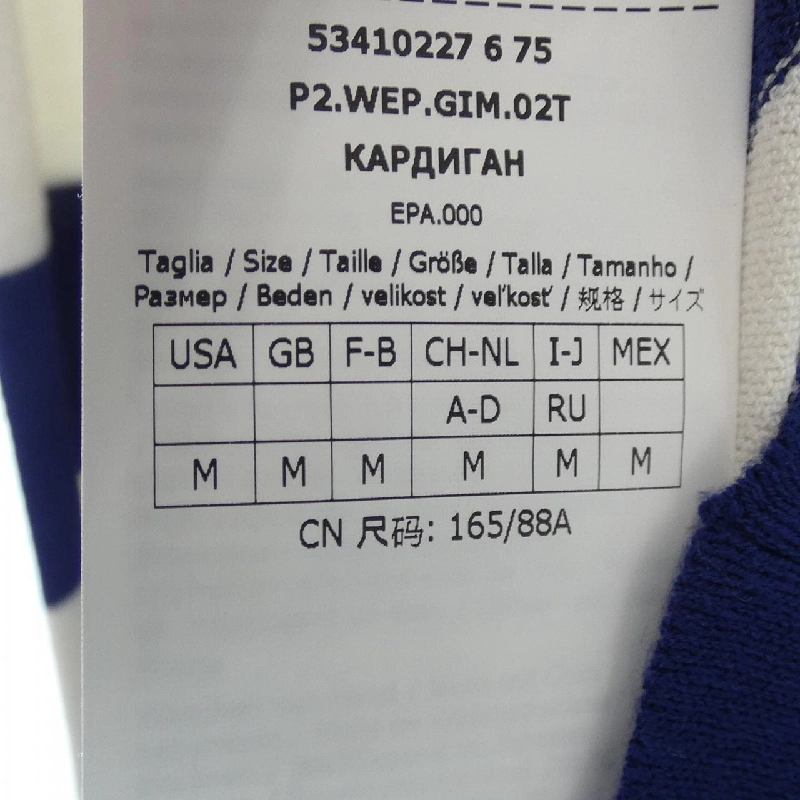 53410227 6 75
P2.WEP.GIM.02T
КАРДИГАН
EPA.000
Taglia / Size / Taille / Größe / Talla / Tamanho /
Размер / Beden / velikost / veľkosť / 规格 / サイズ
USA GB F-B CH-NL I-J MEX
A-D RU
M M M M M M
CN 尺码: 165/88A